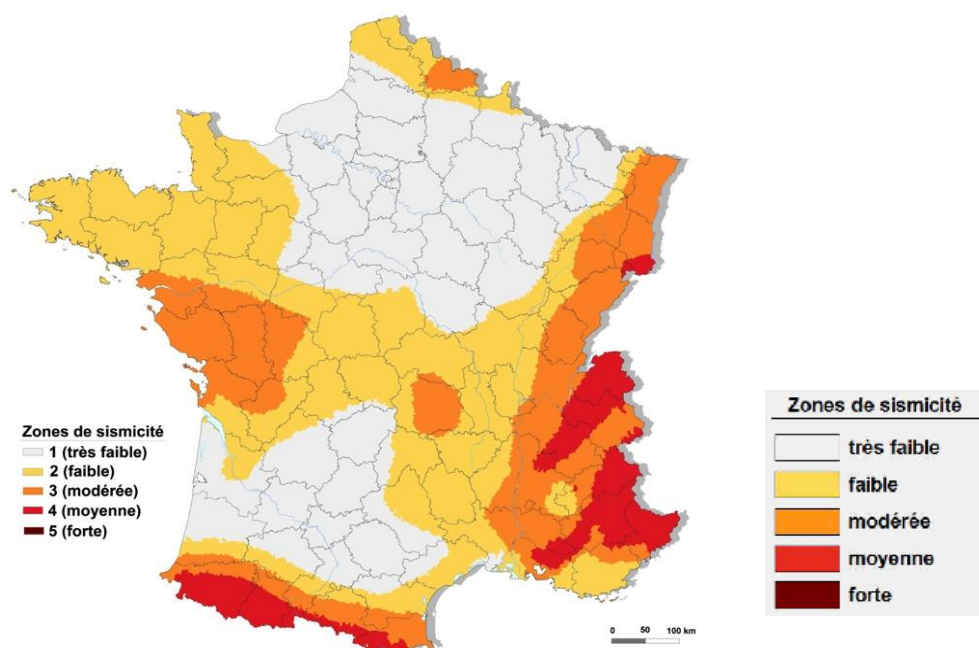 Zones de sismicité
1 (très faible)
2 (faible)
3 (modérée)
4 (moyenne)
5 (forte)
0 50 100 km
Zones de sismicité
très faible
faible
modérée
moyenne
forte